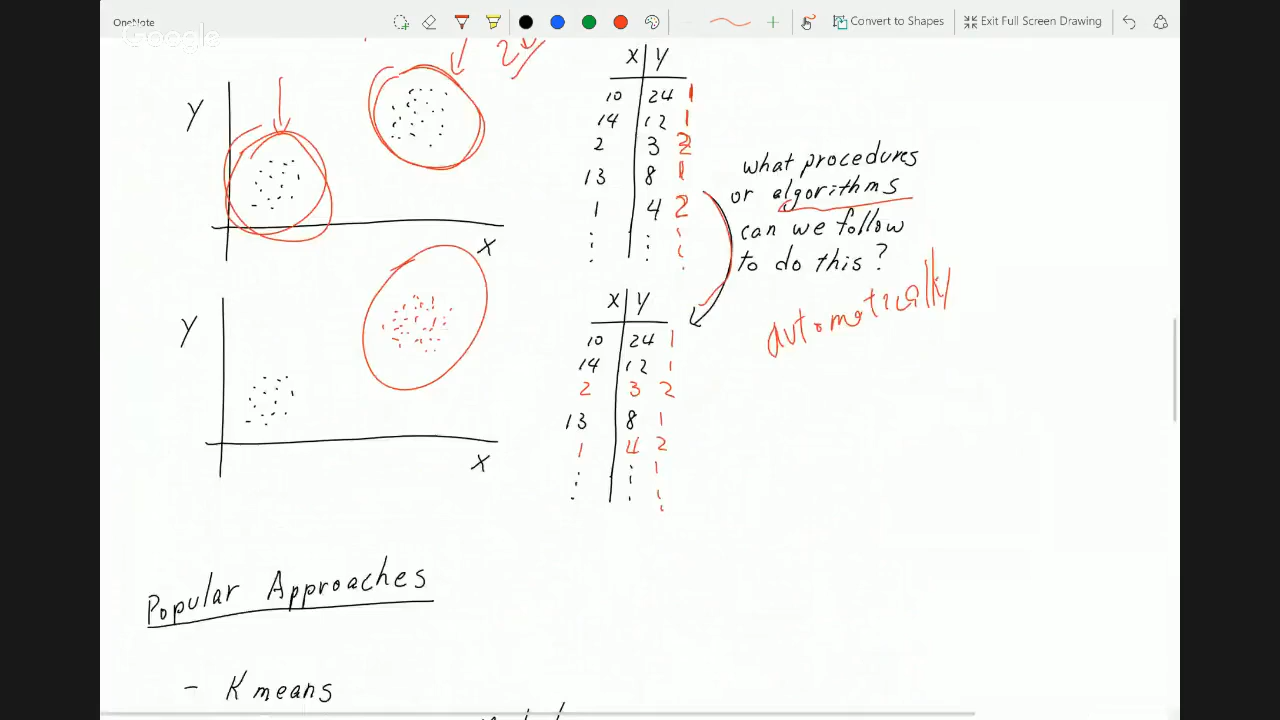 OneNote
Convert to Shapes
Exit Full Screen Drawing
Google
2
Y
X
X Y
10 24 1
14 12 1
2 3 2
13 8 1
1 4 2
what procedures
or algorithms
can we follow
to do this?
automatically
Y
X
X Y
10 24 1
14 12 1
2 3 2
13 8 1
1 4 2
Popular Approaches
- K means